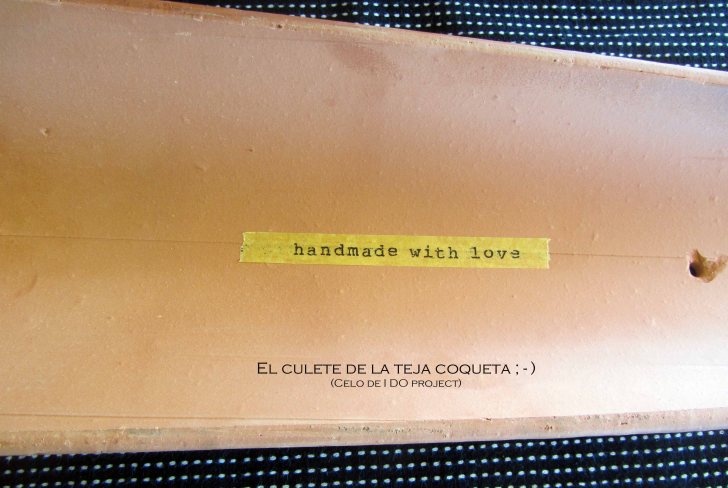 handmade with love
EL CULETE DE LA TEJA COQUETA ;-)
(CELO DE I DO PROJECT)